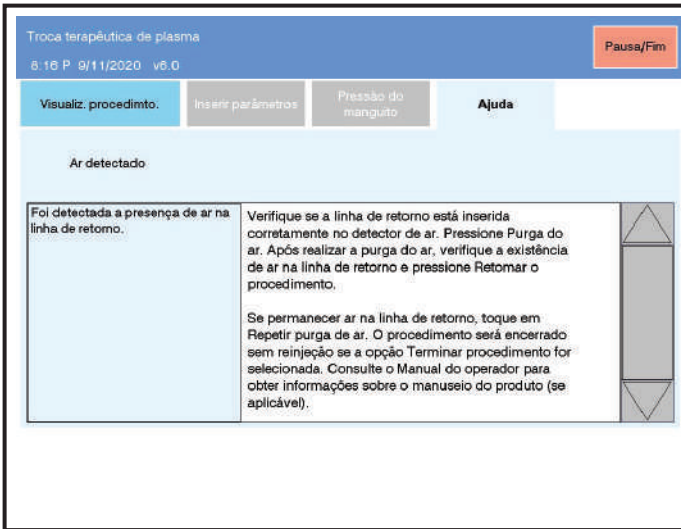 Troca terapêutica de plasma
8:16 P 9/11/2020 v6.0
Pausa/Fim
Visualiz. procedimto.
Inserir parâmetros
Pressão do
manguito
Ajuda
Ar detectado
Foi detectada a presença de ar na
linha de retorno.
Verifique se a linha de retorno está inserida
corretamente no detector de ar. Pressione Purga do
ar. Após realizar a purga do ar, verifique a existência
de ar na linha de retorno e pressione Retomar o
procedimento.
Se permanecer ar na linha de retorno, toque em
Repetir purga de ar. O procedimento será encerrado
sem reinjeção se a opção Terminar procedimento for
selecionada. Consulte o Manual do operador para
obter informações sobre o manuseio do produto (se
aplicável).